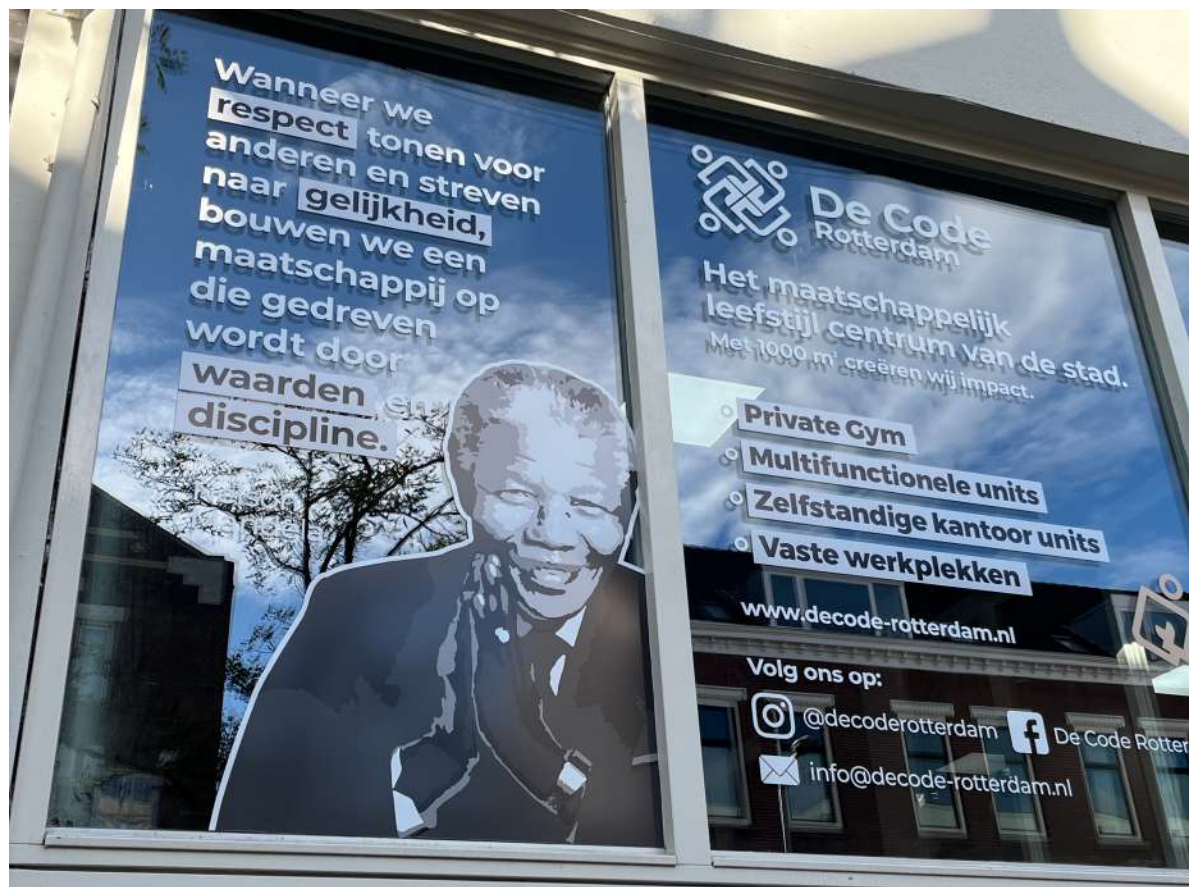 Wanneer we
respect tonen voor
anderen en streven
naar gelijkheid,
bouwen we een
maatschappij op
die gedreven
wordt door
waarden en
discipline.
De Code
Rotterdam
Het maatschappelijk
leefstijl centrum van de stad.
Met 1000 m² creëren wij impact.
Private Gym
Multifunctionele units
Zelfstandige kantoor units
Vaste werkplekken
www.decode-rotterdam.nl
Volg ons op:
@decoderotterdam
De Code Rotter
info@decode-rotterdam.nl